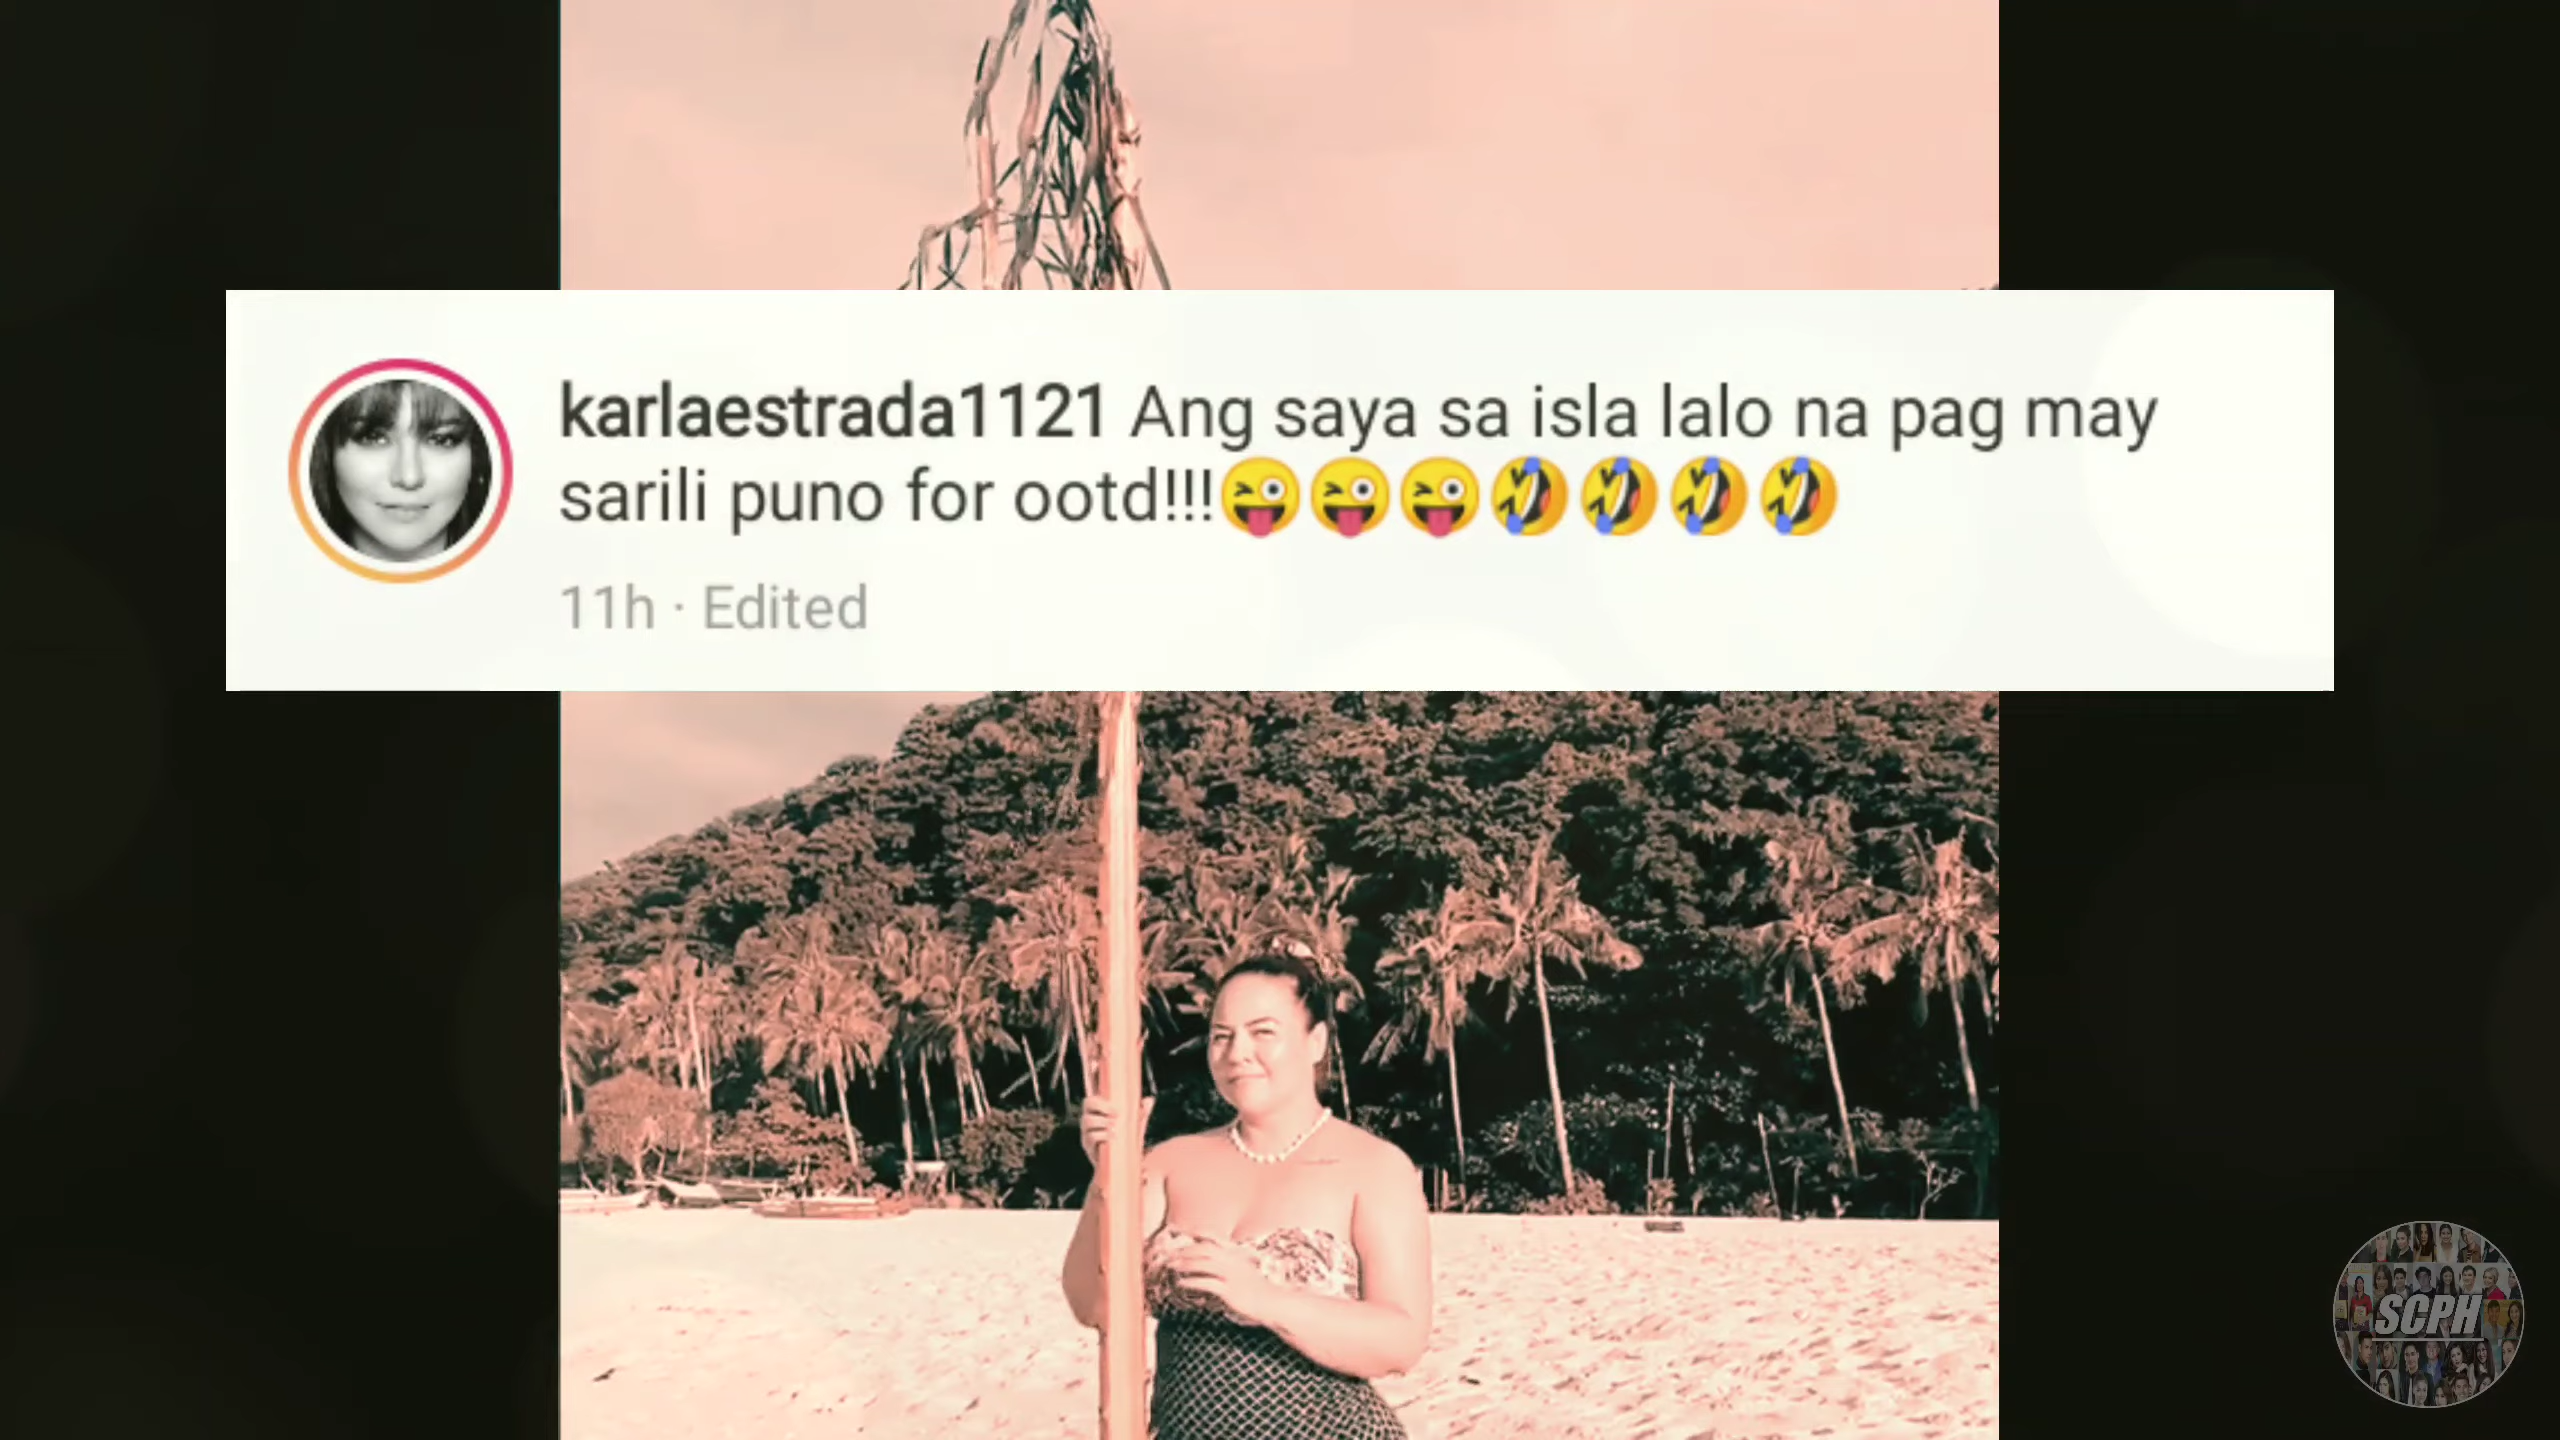 karlaestrada1121 Ang saya sa isla lalo na pag may
sarili puno for ootd!!!😜😜😜🤣🤣🤣🤣
11h · Edited
SCPH